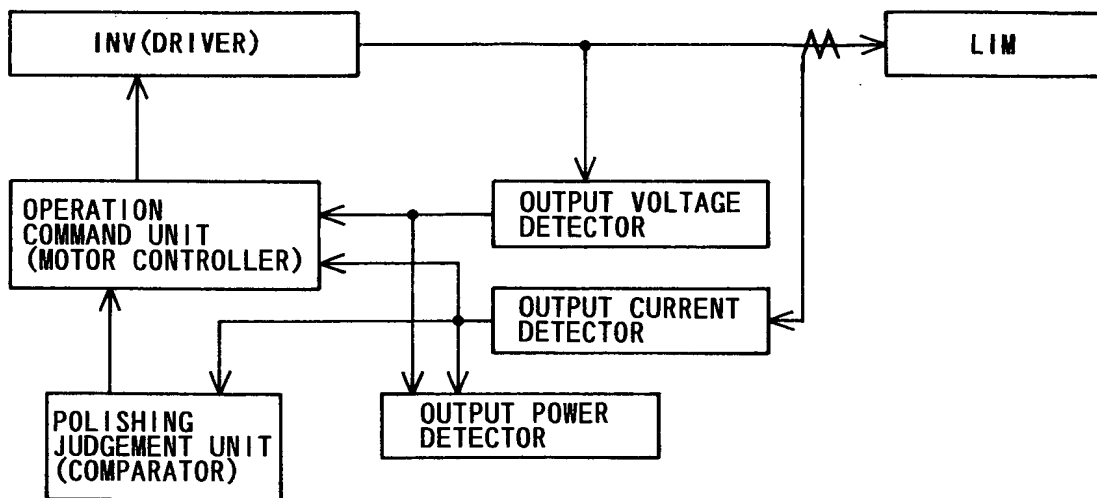 INV(DRIVER)
LIM
OPERATION
COMMAND UNIT
(MOTOR CONTROLLER)
OUTPUT VOLTAGE
DETECTOR
OUTPUT CURRENT
DETECTOR
POLISHING
JUDGEMENT UNIT
(COMPARATOR)
OUTPUT POWER
DETECTOR